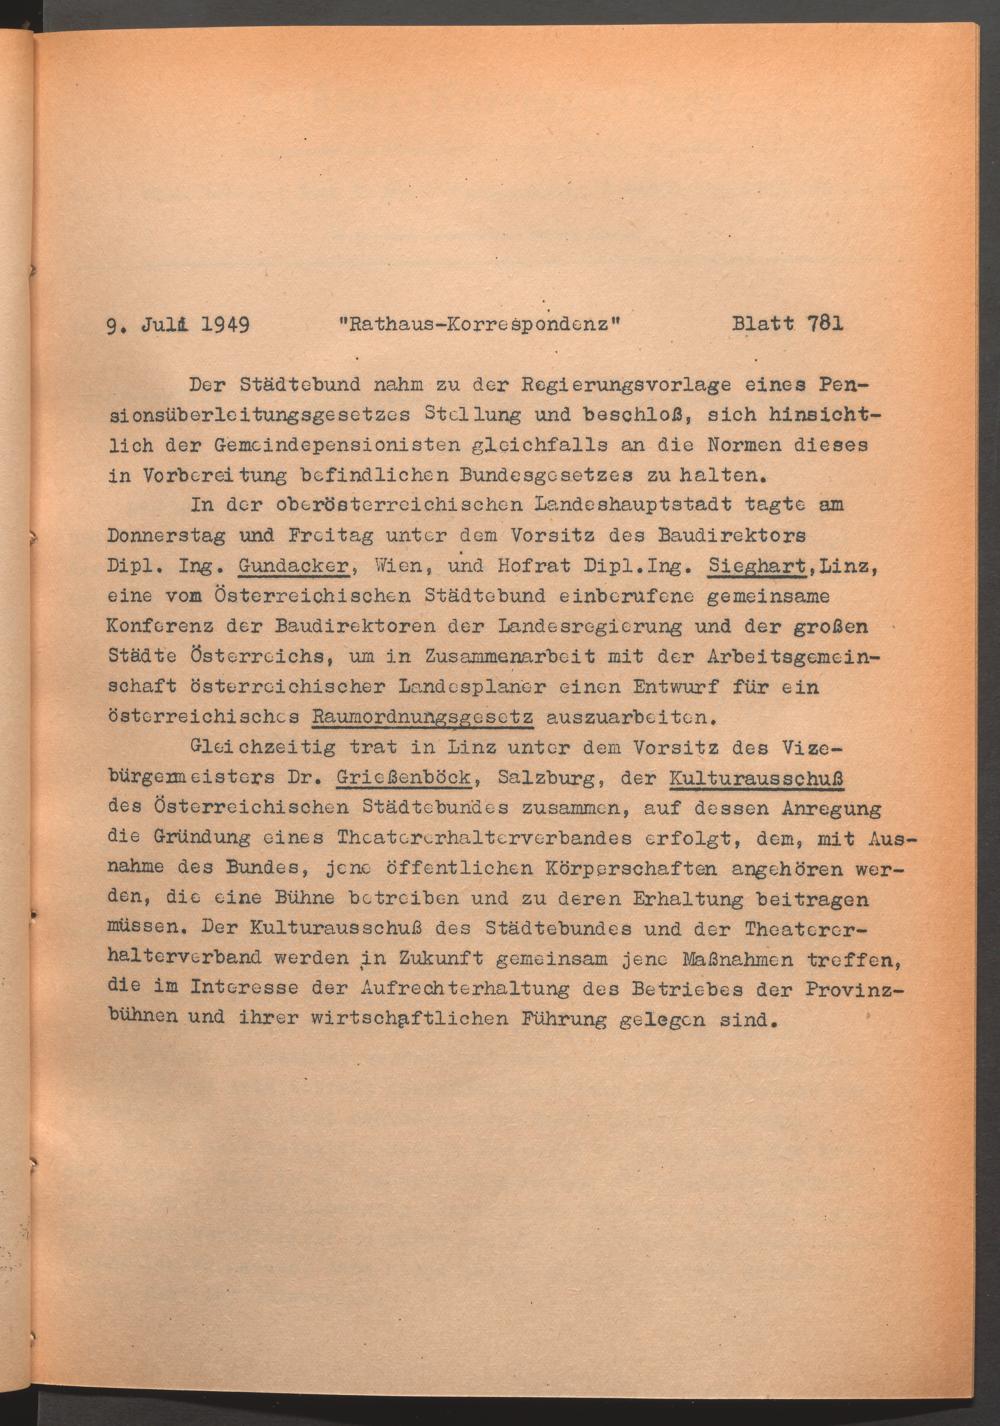 9. Juli 1949 "Rathaus-Korrespondenz" Blatt 781
Der Städtebund nahm zu der Regierungsvorlage eines Pen-
sionsüberleitungsgesetzes Stellung und beschloß, sich hinsicht-
lich der Gemeindepensionisten gleichfalls an die Normen dieses
in Vorbereitung befindlichen Bundesgesetzes zu halten.
In der oberösterreichischen Landeshauptstadt tagte am
Donnerstag und Freitag unter dem Vorsitz des Baudirektors
Dipl. Ing. Gundacker, Wien, und Hofrat Dipl.Ing. Sieghart,Linz,
eine vom Österreichischen Städtebund einberufene gemeinsame
Konferenz der Baudirektoren der Landesregierung und der großen
Städte Österreichs, um in Zusammenarbeit mit der Arbeitsgemein-
schaft österreichischer Landesplaner einen Entwurf für ein
österreichisches Raumordnungsgesetz auszuarbeiten.
Gleichzeitig trat in Linz unter dem Vorsitz des Vize-
bürgermeisters Dr. Grießenböck, Salzburg, der Kulturausschuß
des Österreichischen Städtebundes zusammen, auf dessen Anregung
die Gründung eines Theatererhalterverbandes erfolgt, dem, mit Aus-
nahme des Bundes, jene öffentlichen Körperschaften angehören wer-
den, die eine Bühne betreiben und zu deren Erhaltung beitragen
müssen. Der Kulturausschuß des Städtebundes und der Theaterer-
halterverband werden in Zukunft gemeinsam jene Maßnahmen treffen,
die im Interesse der Aufrechterhaltung des Betriebes der Provinz-
bühnen und ihrer wirtschaftlichen Führung gelegen sind.